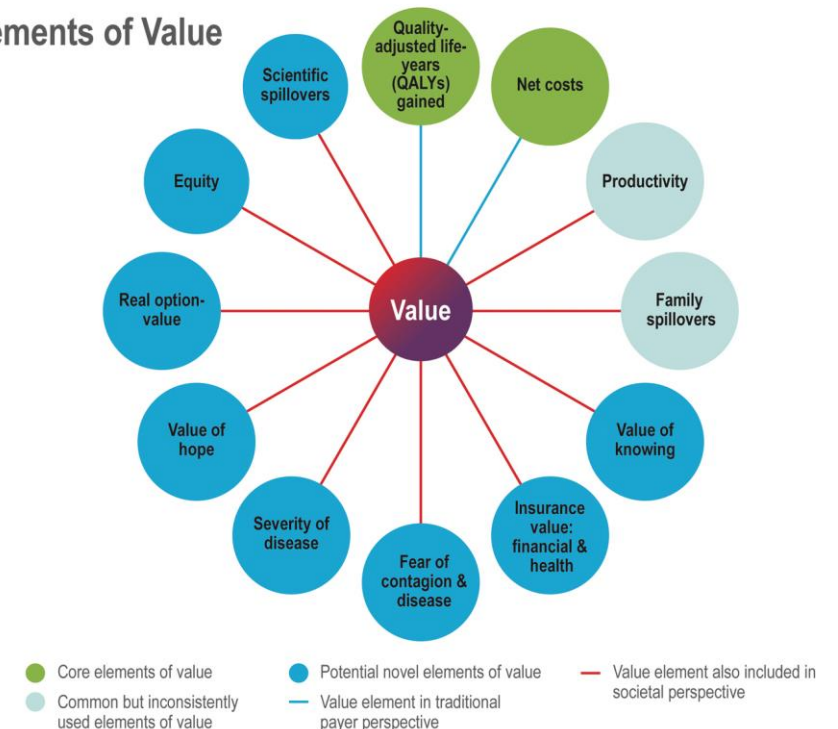 ements of Value
Quality-
adjusted life-
years
(QALYs)
gained
Net costs
Productivity
Family
spillovers
Value of
knowing
Insurance
value:
financial &
health
Fear of
contagion &
disease
Severity of
disease
Value of
hope
Real option-
value
Equity
Scientific
spillovers
Value
Core elements of value
Common but inconsistently
used elements of value
Potential novel elements of value
Value element in traditional
payer perspective
Value element also included in
societal perspective